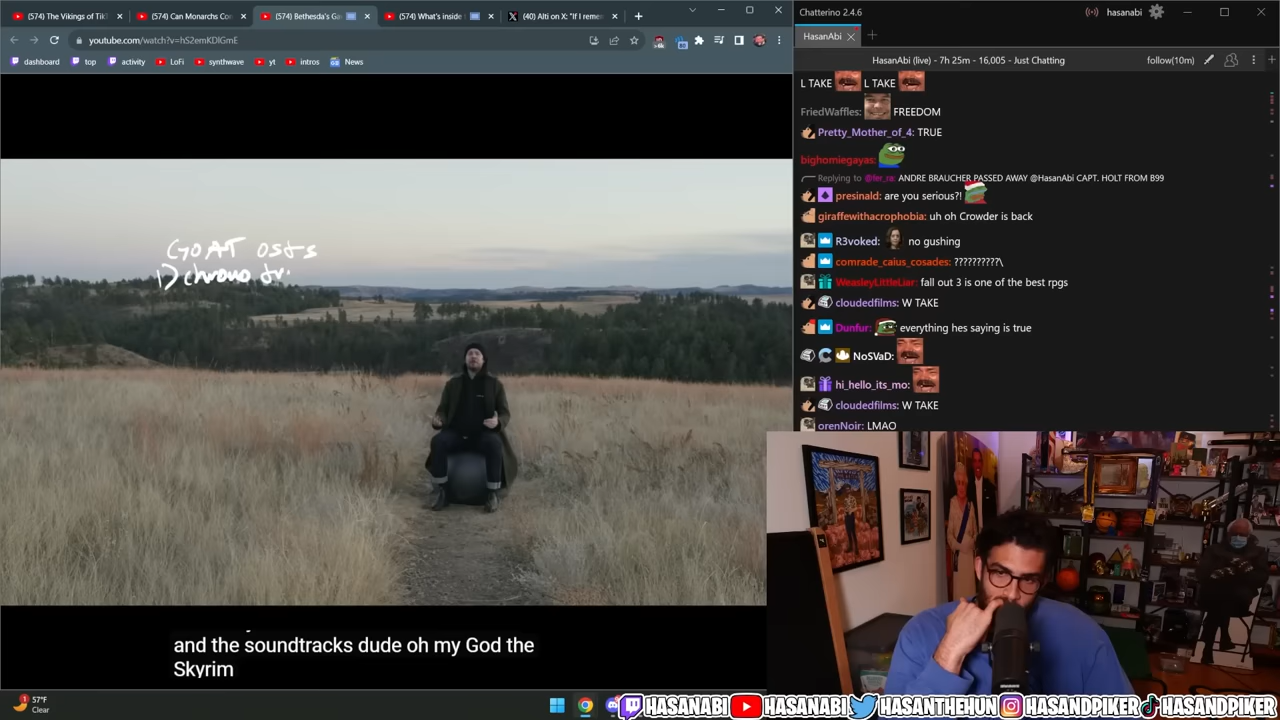 (574) The Vikings of Tik
(574) Can Monarchs Co
(574) Bethesda's Ga
(574) What's inside
(40) Alti on X: "If I reme
youtube.com/watch?v=hS2emKDlGmE
dashboard
top
activity
LoFi
synthwave
yt
intros
News
GOAT osts
1) chrono tr
and the soundtracks dude oh my God the
Skyrim
57°F
Clear
Chatterino 2.4.6
hasanabi
HasanAbi
HasanAbi (live) - 7h 25m - 16,005 - Just Chatting
follow(10m)
L TAKE L TAKE
FriedWaffles: FREEDOM
Pretty_Mother_of_4: TRUE
bighomiegayas:
Replying to @fer_ra: ANDRE BRAUCHER PASSED AWAY @HasanAbi CAPT. HOLT FROM B99
presinald: are you serious?!
giraffewithacrophobia: uh oh Crowder is back
R3voked: no gushing
comrade_caius_cosades: ??????????\
WeasleyLittleLiar: fall out 3 is one of the best rpgs
cloudedfilms: W TAKE
Dunfur: everything hes saying is true
NoSVaD:
hi_hello_its_mo:
cloudedfilms: W TAKE
orenNoir: LMAO
HASANABI HASANABI HASANTHEHUN HASANDPIKER HASANDPIKER